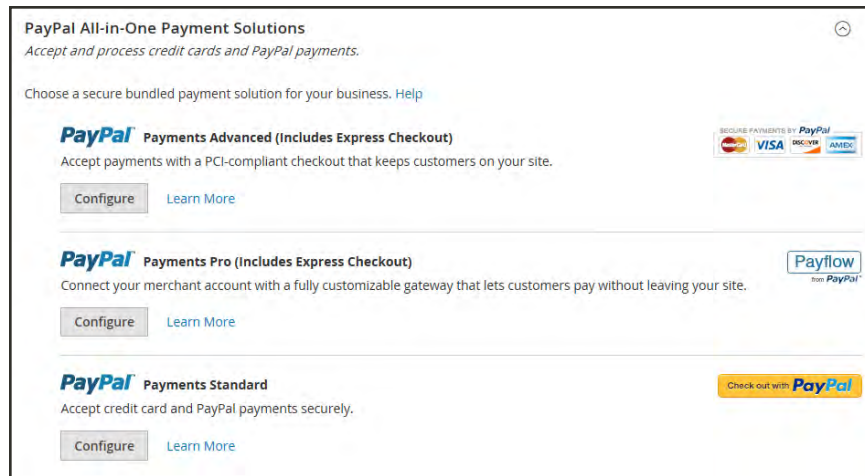 PayPal All-in-One Payment Solutions
Accept and process credit cards and PayPal payments.
Choose a secure bundled payment solution for your business. Help
PayPal Payments Advanced (Includes Express Checkout)
SECURE PAYMENTS BY PayPal
MasterCard VISA DISCOVER AMEX
Accept payments with a PCI-compliant checkout that keeps customers on your site.
Configure Learn More
PayPal Payments Pro (Includes Express Checkout)
Payflow
from PayPal
Connect your merchant account with a fully customizable gateway that lets customers pay without leaving your site.
Configure Learn More
PayPal Payments Standard
Check out with PayPal
Accept credit card and PayPal payments securely.
Configure Learn More